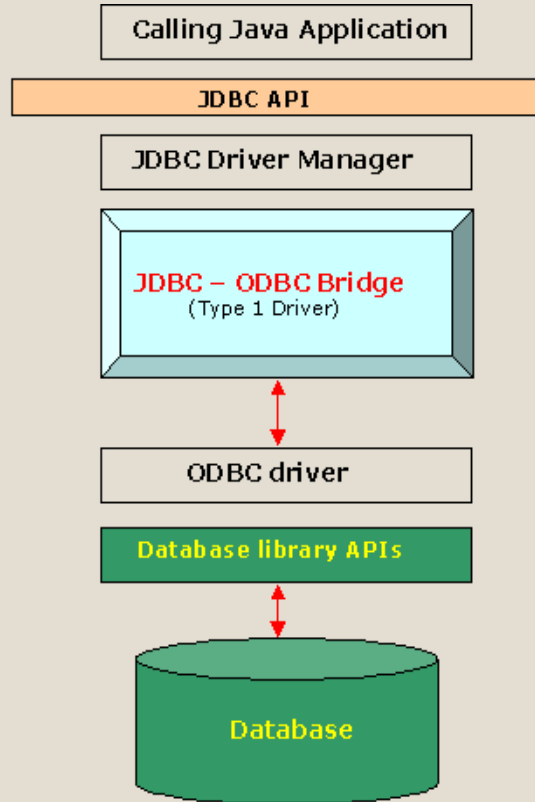 Calling Java Application
JDBC API
JDBC Driver Manager
JDBC – ODBC Bridge
(Type 1 Driver)
ODBC driver
Database library APIs
Database